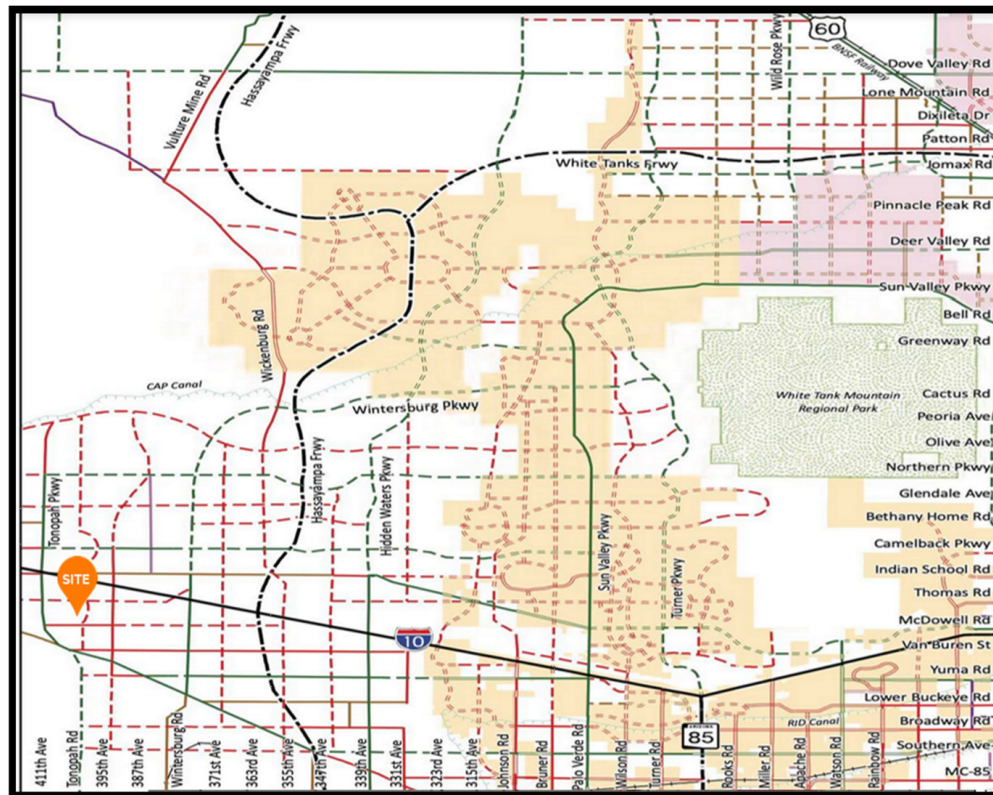 60
BNSF Railway
Wild Rose Pkwy
Hassayampa Frwy
Vulture Mine Rd
Dove Valley Rd
Lone Mountain Rd
Dixileta Dr
Patton Rd
White Tanks Frwy
Jomax Rd
Pinnacle Peak Rd
Deer Valley Rd
Sun Valley Pkwy
Bell Rd
Greenway Rd
Wickenburg Rd
CAP Canal
Wintersburg Pkwy
White Tank Mountain
Regional Park
Cactus Rd
Peoria Ave
Olive Ave
Northern Pkwy
Glendale Ave
Bethany Home Rd
Camelback Pkwy
Indian School Rd
Thomas Rd
McDowell Rd
Van Buren St
Yuma Rd
Lower Buckeye Rd
Broadway Rd
Southern Ave
MC-85
Tonopah Pkwy
Hassayampa Frwy
Hidden Waters Pkwy
Sun Valley Pkwy
Turner Pkwy
SITE
10
ARIZONA
85
RID Canal
411th Ave
Tonopah Rd
395th Ave
387th Ave
Wintersburg Rd
371st Ave
363rd Ave
355th Ave
347th Ave
339th Ave
331st Ave
323rd Ave
315th Ave
Johnson Rd
Bruner Rd
Palo Verde Rd
Wilson Rd
Turner Rd
Rooks Rd
Miller Rd
Apache Rd
Watson Rd
Rainbow Rd